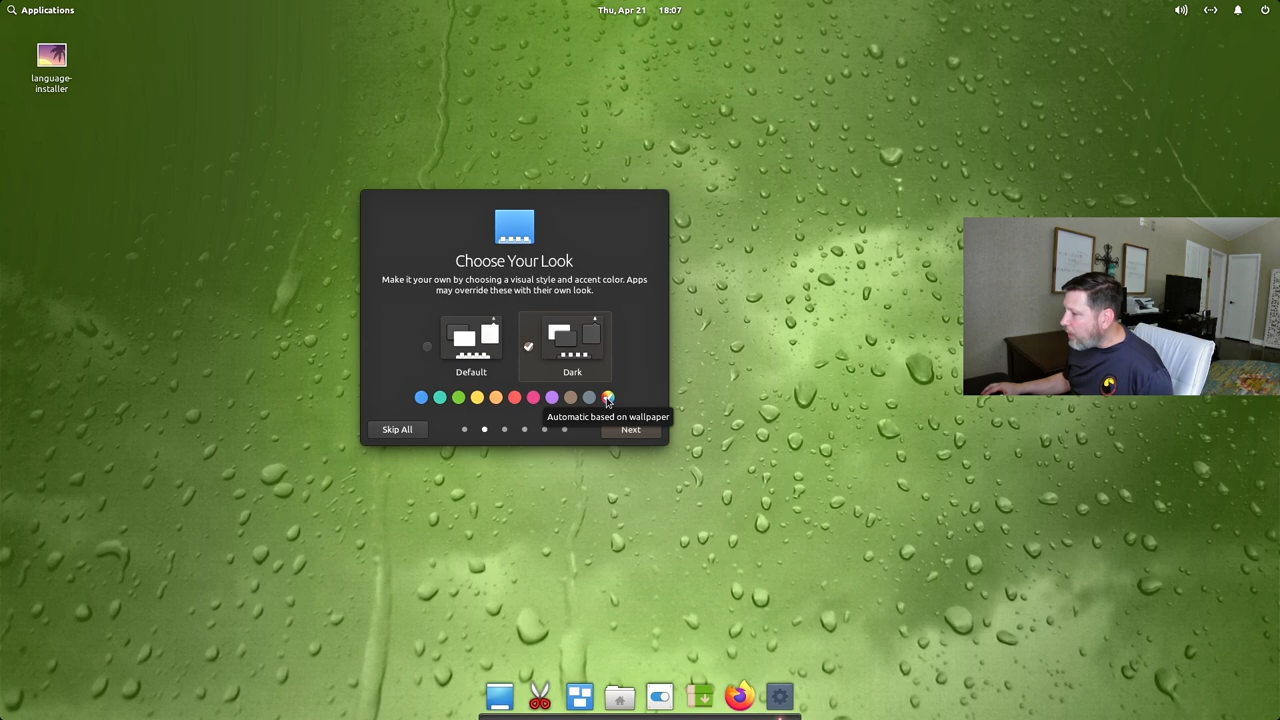 Applications
Thu, Apr 21 18:07
language-
installer
Choose Your Look
Make it your own by choosing a visual style and accent color. Apps
may override these with their own look.
Default
Dark
Automatic based on wallpaper
Skip All
Next